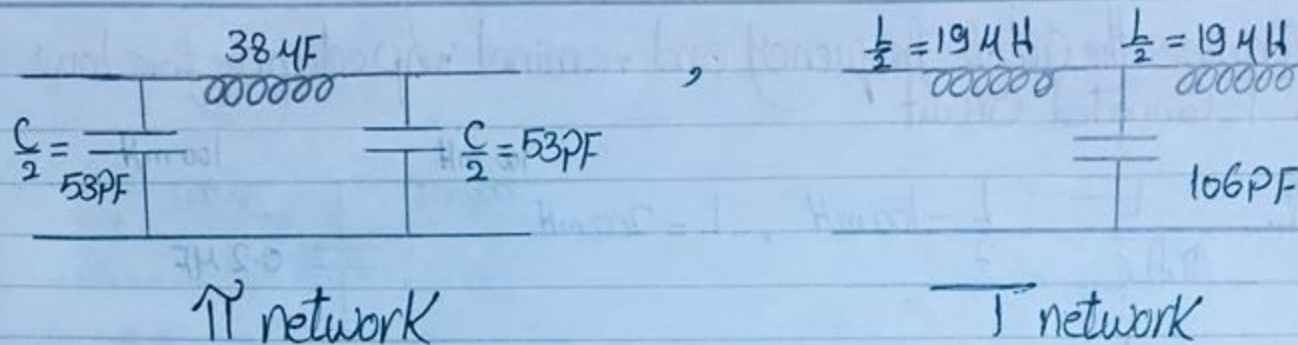 38 μF , L/2 = 19 μH L/2 = 19 μH
C/2 = 53PF C/2 = 53PF 106PF
π network T network